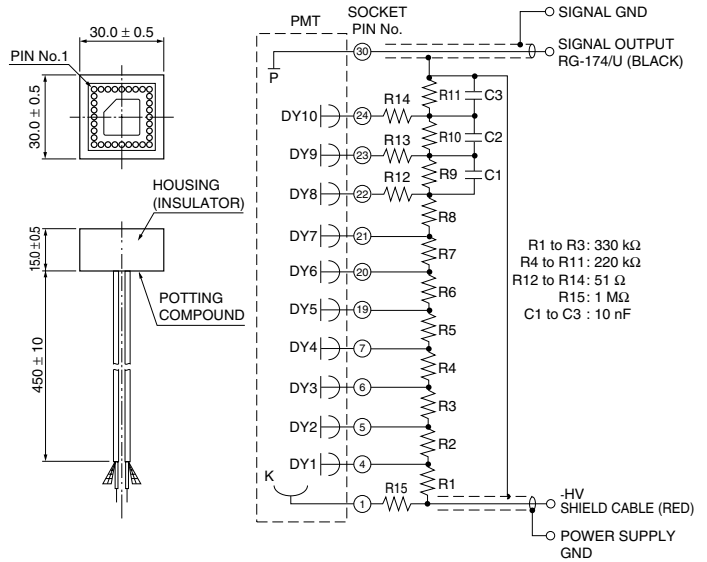 30.0 ± 0.5
PIN No.1
30.0 ± 0.5
HOUSING
(INSULATOR)
15.0 ± 0.5
POTTING
COMPOUND
450 ± 10
PMT
SOCKET
PIN No.
SIGNAL GND
SIGNAL OUTPUT
RG-174/U (BLACK)
P
30
R11
C3
DY10
24
R14
R10
C2
DY9
23
R13
R9
C1
DY8
22
R12
R8
DY7
21
R7
DY6
20
R6
DY5
19
R5
DY4
7
R4
DY3
6
R3
DY2
5
R2
DY1
4
R1
K
1
R15
R1 to R3: 330 kΩ
R4 to R11: 220 kΩ
R12 to R14: 51 Ω
R15: 1 MΩ
C1 to C3 : 10 nF
-HV
SHIELD CABLE (RED)
POWER SUPPLY
GND